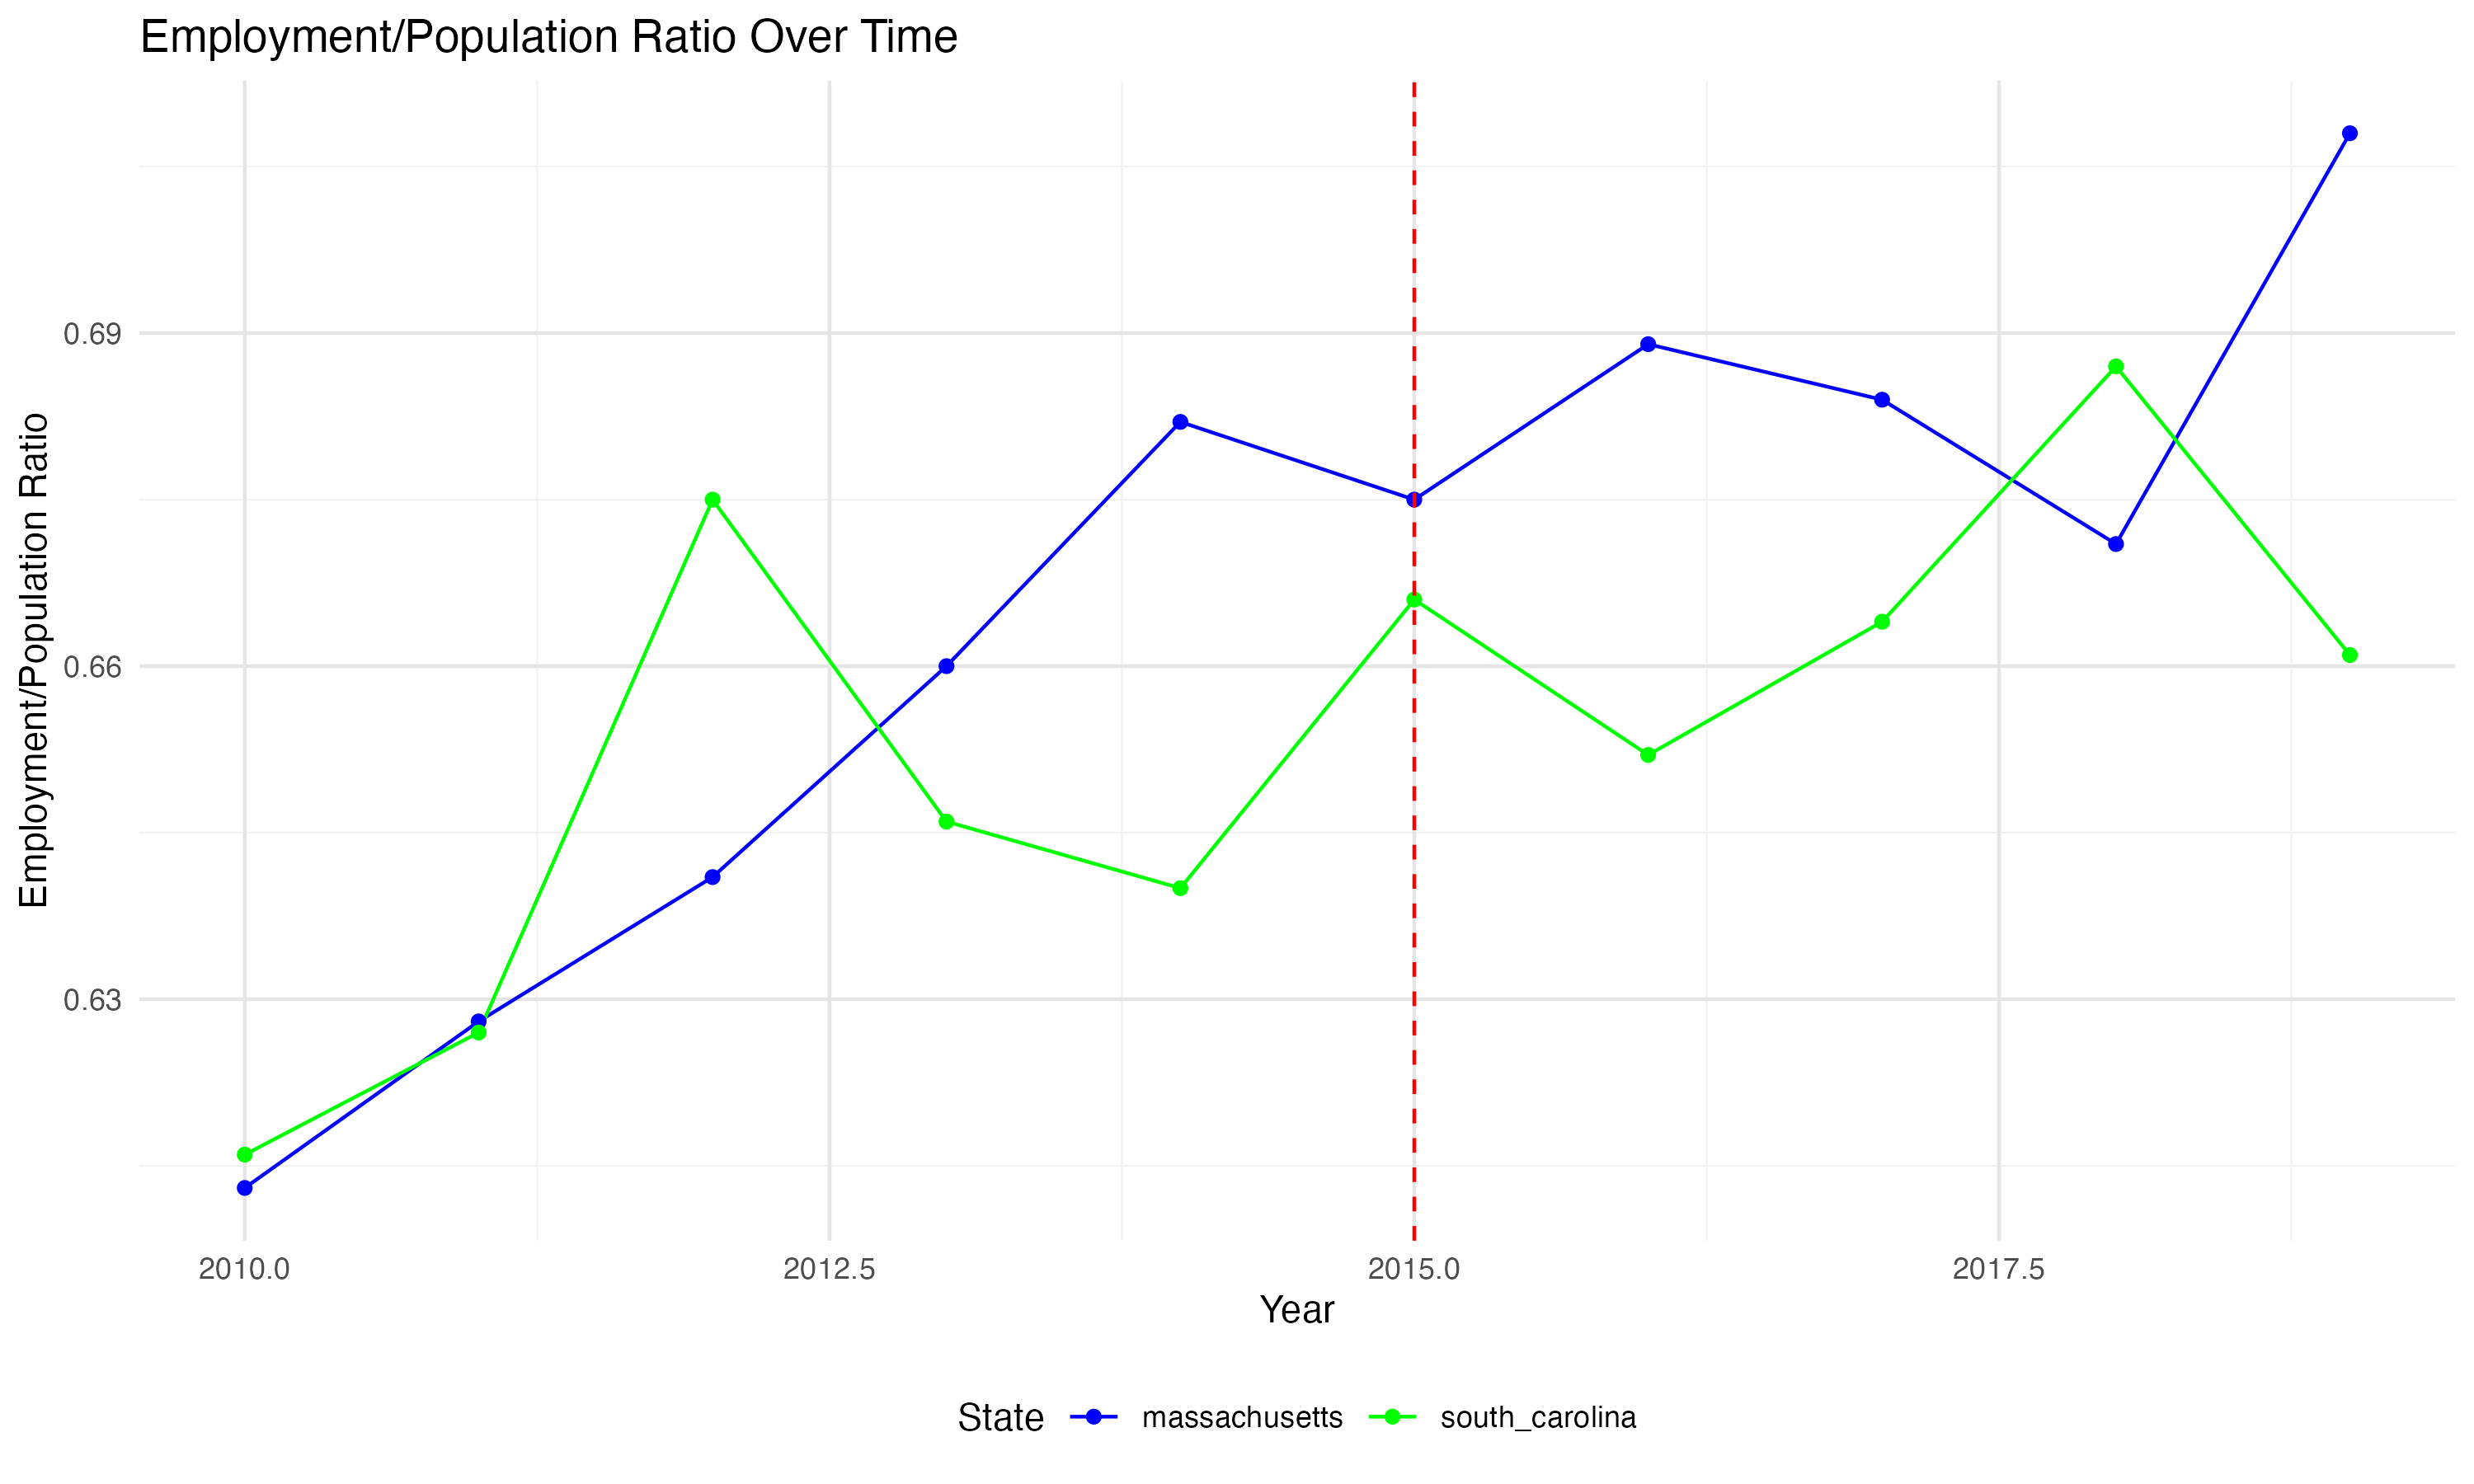 Employment/Population Ratio Over Time
Employment/Population Ratio
0.69
0.66
0.63
2010.0 2012.5 2015.0 2017.5
Year
State massachusetts south_carolina